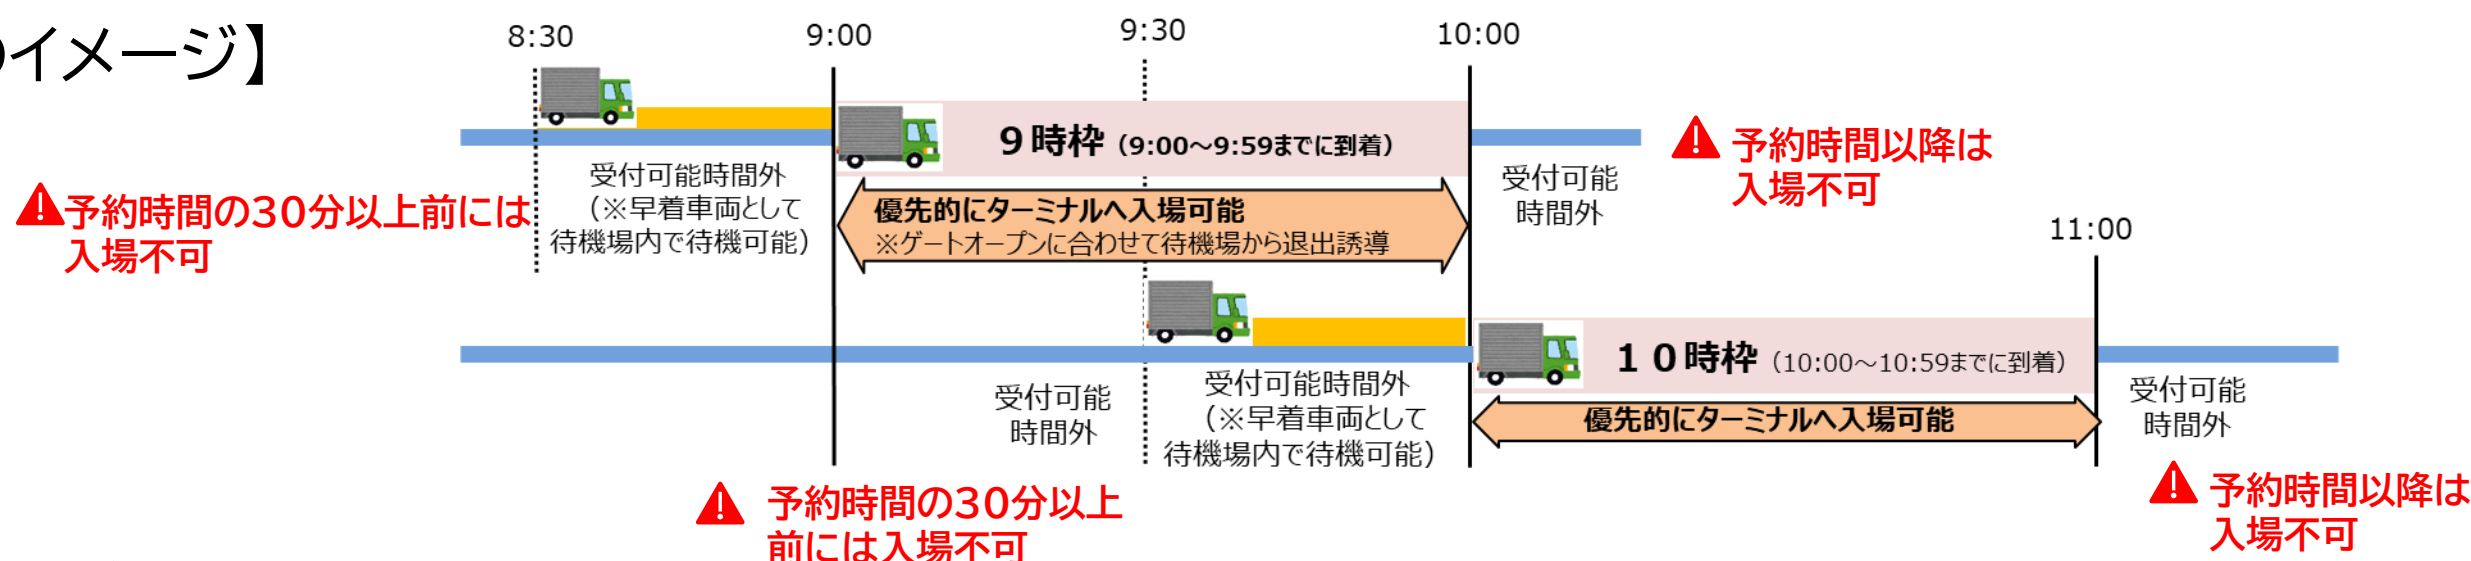 イメージ】
8:30
9:00
9:30
10:00
９時枠（9:00～9:59までに到着）
受付可能時間外
（※早着車両として
待機場内で待機可能）
優先的にターミナルへ入場可能
※ゲートオープンに合わせて待機場から退出誘導
受付可能
時間外
予約時間以降は
入場不可
予約時間の30分以上前には
入場不可
11:00
１０時枠（10:00～10:59までに到着）
受付可能
時間外
受付可能時間外
（※早着車両として
待機場内で待機可能）
優先的にターミナルへ入場可能
受付可能
時間外
予約時間の30分以上
前には入場不可
予約時間以降は
入場不可